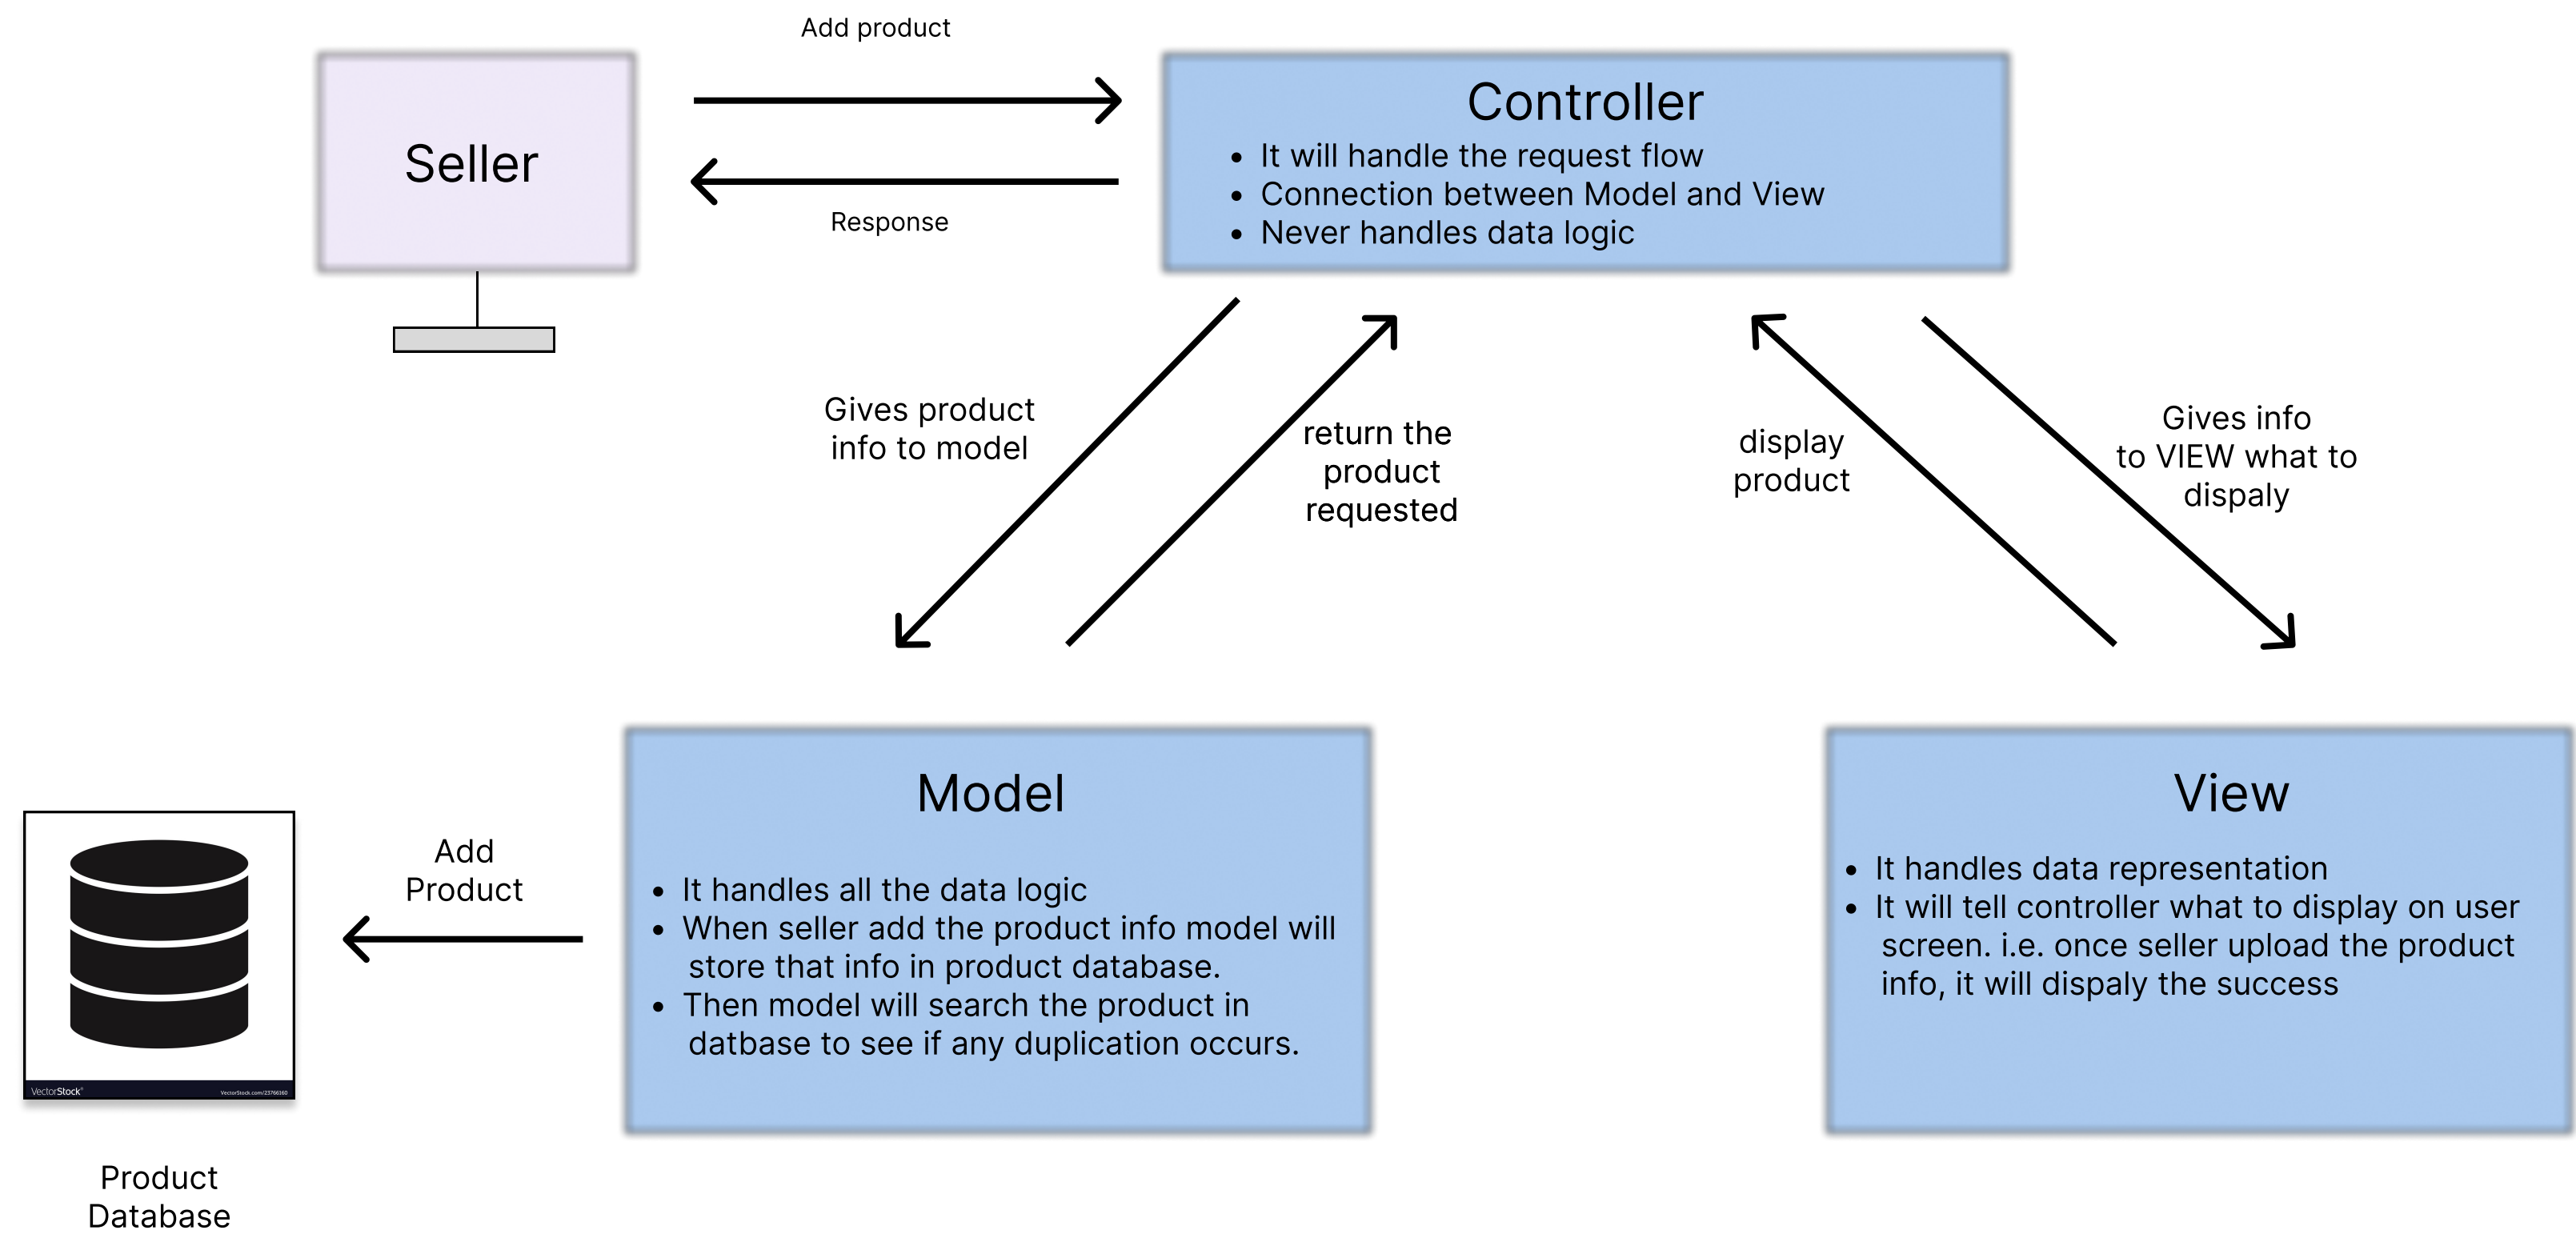 Add product
Seller
Response
Controller
• It will handle the request flow
• Connection between Model and View
• Never handles data logic
Gives product
info to model
return the
product
requested
display
product
Gives info
to VIEW what to
dispaly
Add
Product
Model
• It handles all the data logic
• When seller add the product info model will
store that info in product database.
• Then model will search the product in
datbase to see if any duplication occurs.
View
• It handles data representation
• It will tell controller what to display on user
screen. i.e. once seller upload the product
info, it will dispaly the success
VectorStock®
VectorStock.com/23766160
Product
Database